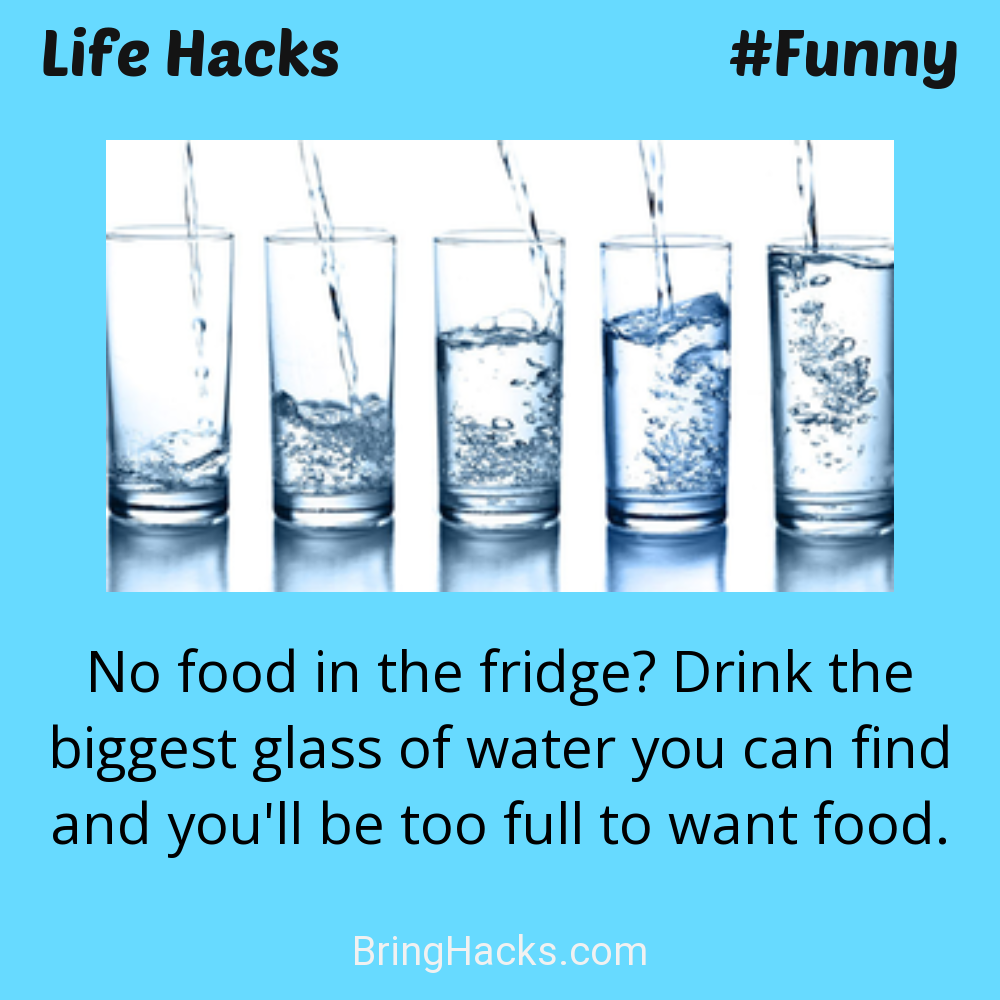 Life Hacks
#Funny
No food in the fridge? Drink the
biggest glass of water you can find
and you'll be too full to want food.
BringHacks.com